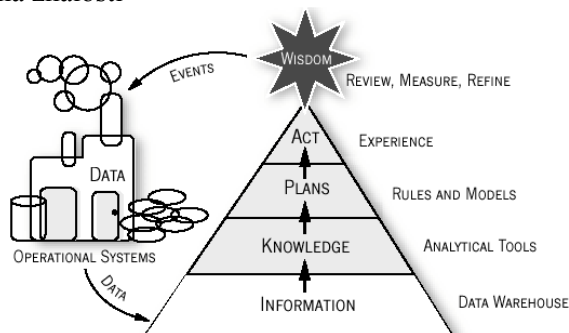 WISDOM
EVENTS
REVIEW, MEASURE, REFINE
ACT
EXPERIENCE
DATA
PLANS
RULES AND MODELS
KNOWLEDGE
ANALYTICAL TOOLS
OPERATIONAL SYSTEMS
DATA
INFORMATION
DATA WAREHOUSE